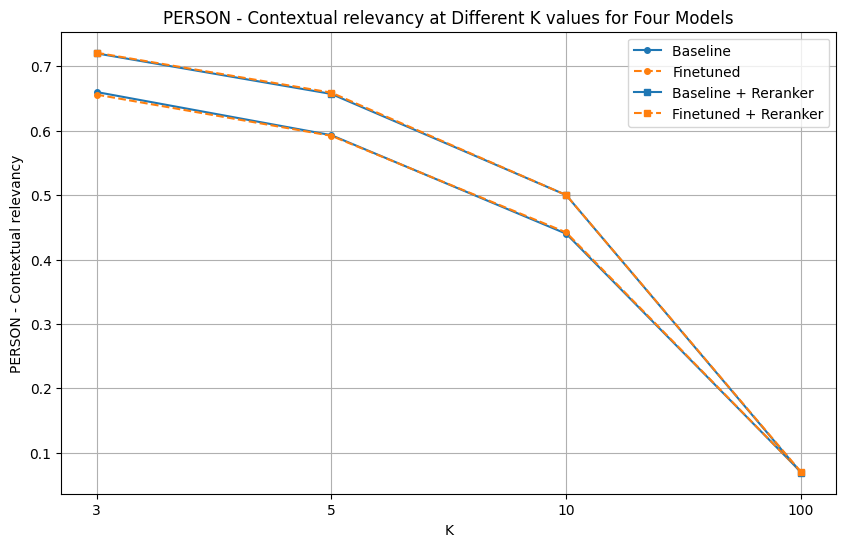 PERSON - Contextual relevancy at Different K values for Four Models
Baseline
Finetuned
Baseline + Reranker
Finetuned + Reranker
PERSON - Contextual relevancy
0.7
0.6
0.5
0.4
0.3
0.2
0.1
3 5 10 100
K